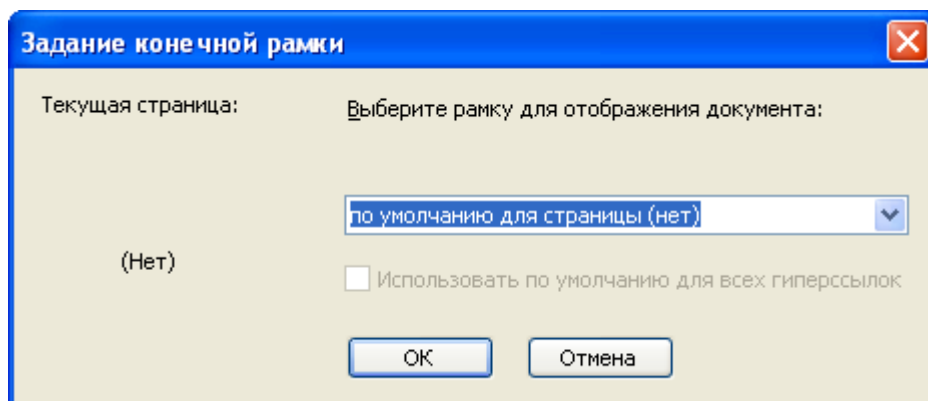 Задание конечной рамки
Текущая страница:
Выберите рамку для отображения документа:
по умолчанию для страницы (нет)
(Нет)
Использовать по умолчанию для всех гиперссылок
ОК
Отмена